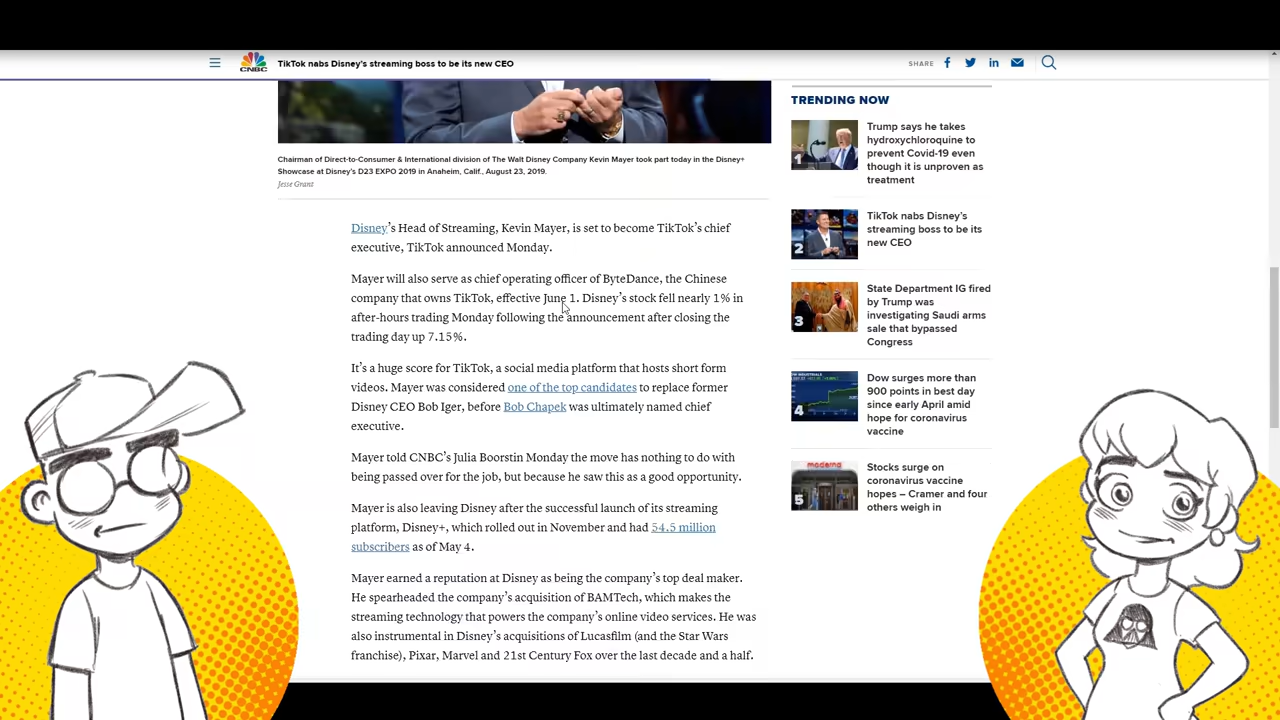 CNBC
TikTok nabs Disney's streaming boss to be its new CEO
SHARE
Chairman of Direct-to-Consumer & International division of The Walt Disney Company Kevin Mayer took part today in the Disney+
Showcase at Disney's D23 EXPO 2019 in Anaheim, Calif., August 23, 2019.
Jesse Grant
Disney's Head of Streaming, Kevin Mayer, is set to become TikTok's chief
executive, TikTok announced Monday.
Mayer will also serve as chief operating officer of ByteDance, the Chinese
company that owns TikTok, effective June 1. Disney's stock fell nearly 1% in
after-hours trading Monday following the announcement after closing the
trading day up 7.15%.
It's a huge score for TikTok, a social media platform that hosts short form
videos. Mayer was considered one of the top candidates to replace former
Disney CEO Bob Iger, before Bob Chapek was ultimately named chief
executive.
Mayer told CNBC's Julia Boorstin Monday the move has nothing to do with
being passed over for the job, but because he saw this as a good opportunity.
Mayer is also leaving Disney after the successful launch of its streaming
platform, Disney+, which rolled out in November and had 54.5 million
subscribers as of May 4.
Mayer earned a reputation at Disney as being the company's top deal maker.
He spearheaded the company's acquisition of BAMTech, which makes the
streaming technology that powers the company's online video services. He was
also instrumental in Disney's acquisitions of Lucasfilm (and the Star Wars
franchise), Pixar, Marvel and 21st Century Fox over the last decade and a half.
TRENDING NOW
1
Trump says he takes
hydroxychloroquine to
prevent Covid-19 even
though it is unproven as
treatment
2
TikTok nabs Disney's
streaming boss to be its
new CEO
3
State Department IG fired
by Trump was
investigating Saudi arms
sale that bypassed
Congress
4
Dow surges more than
900 points in best day
since early April amid
hope for coronavirus
vaccine
moderna
5
Stocks surge on
coronavirus vaccine
hopes – Cramer and four
others weigh in